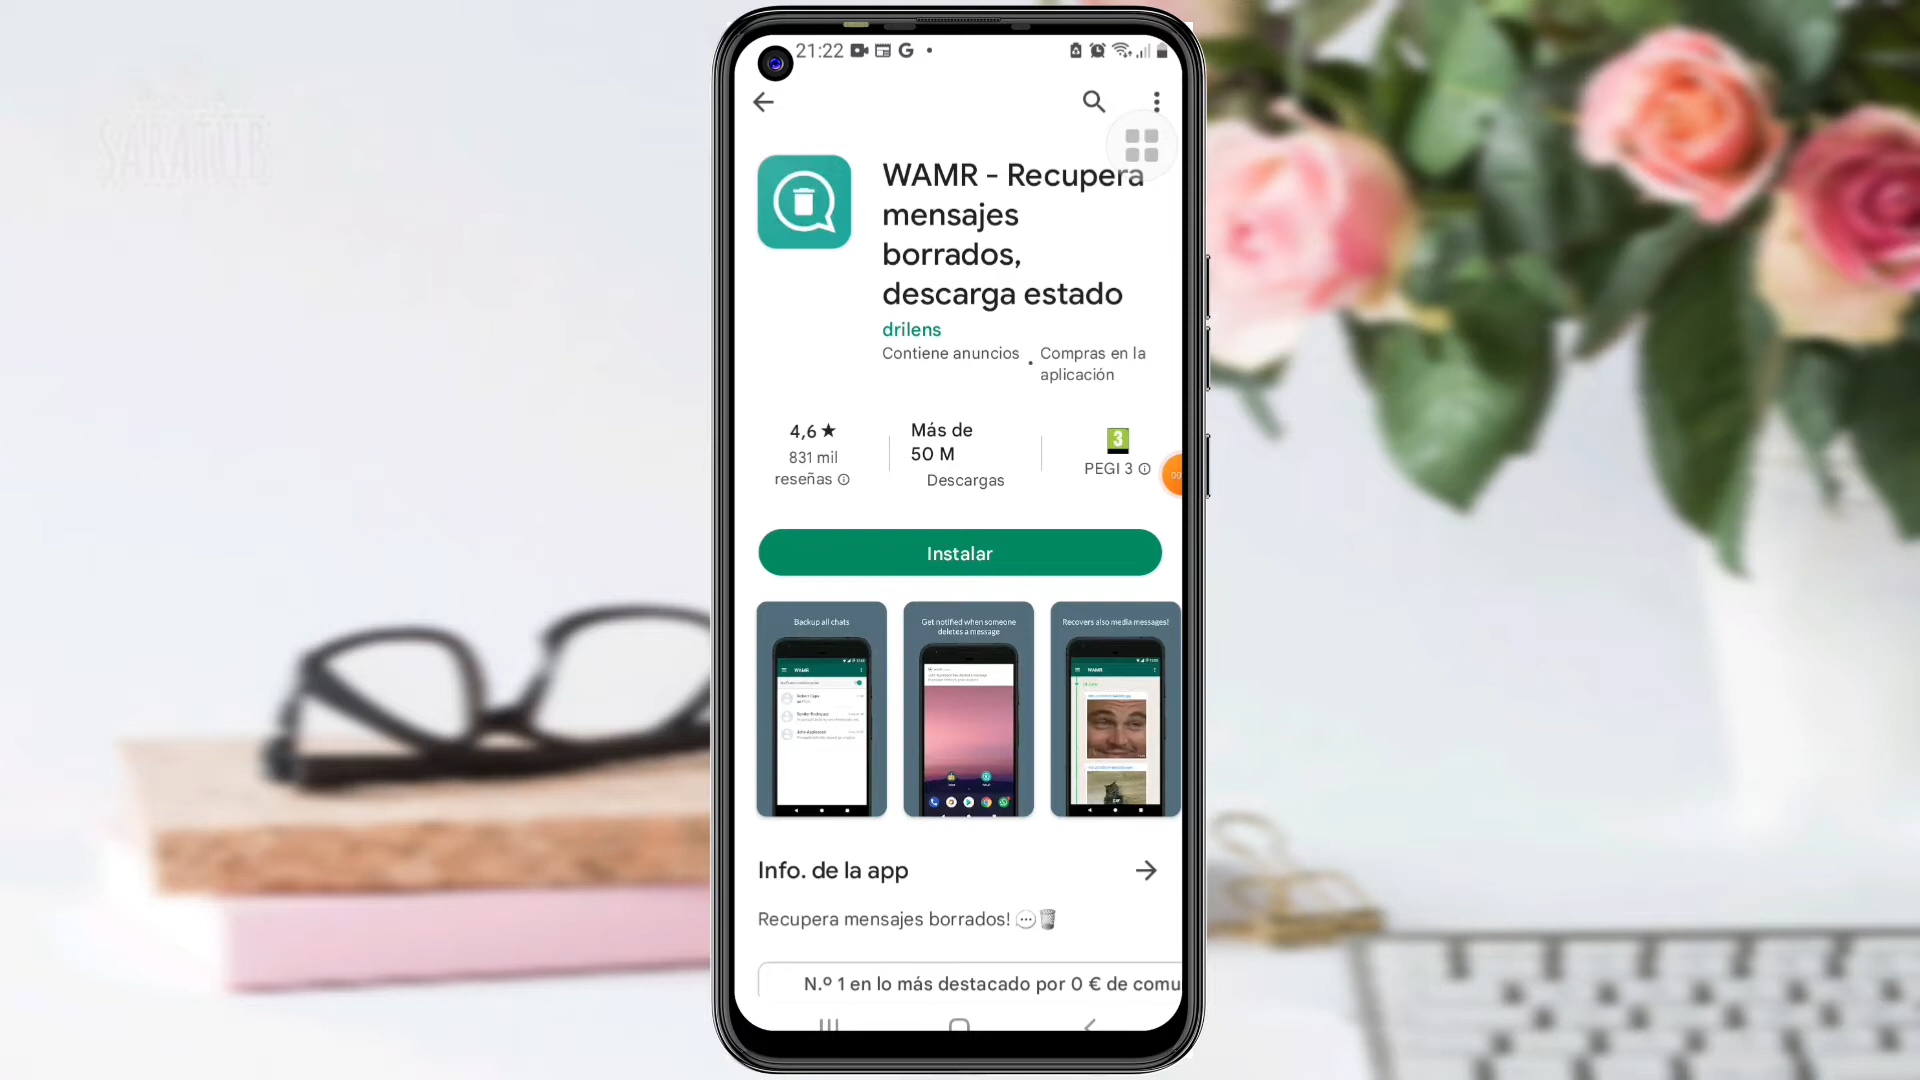 SARATUB
21:22
WAMR - Recupera
mensajes
borrados,
descarga estado
drilens
Contiene anuncios • Compras en la
aplicación
4,6★
831 mil
reseñas
Más de
50 M
Descargas
3
PEGI 3
Instalar
Backup all chats
WAMR
Get notified when someone
deletes a message
Recovers also media messages!
WAMR
Info. de la app
Recupera mensajes borrados! 💬🗑️
N.º 1 en lo más destacado por 0 € de comu